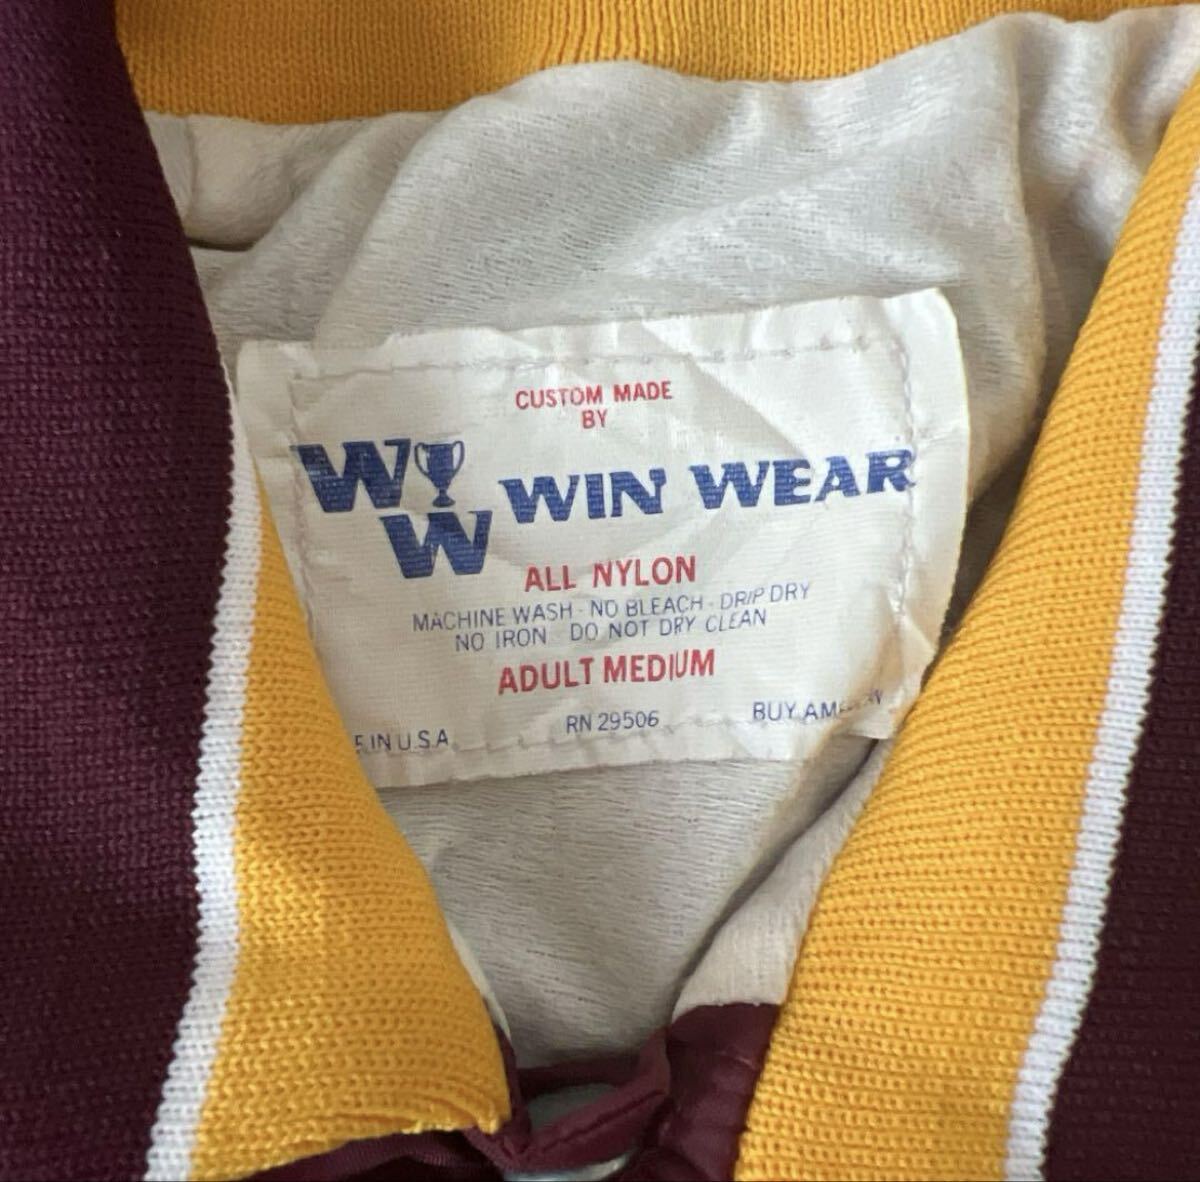 CUSTOM MADE
BY
WW
W
WIN WEAR
ALL NYLON
MACHINE WASH - NO BLEACH - DRIP DRY
NO IRON DO NOT DRY CLEAN
ADULT MEDIUM
IN U.S.A RN 29506 BUY